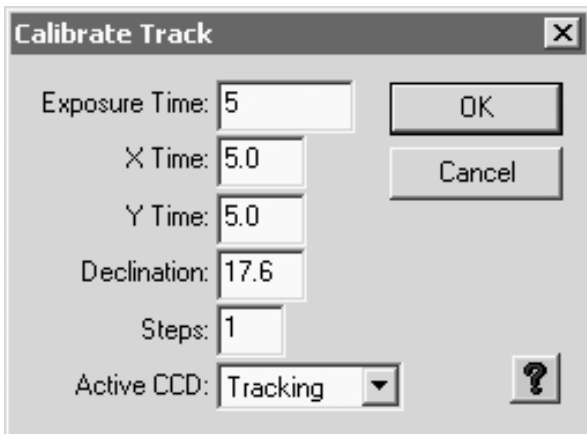 Calibrate Track
Exposure Time: 5
OK
X Time: 5.0
Cancel
Y Time: 5.0
Declination: 17.6
Steps: 1
Active CCD: Tracking
?